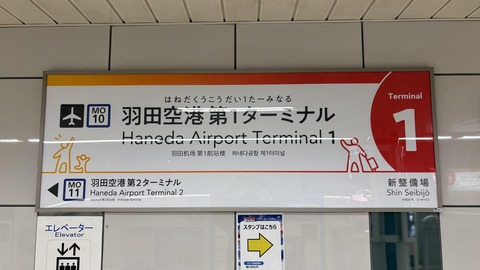 はねだくうこうだい1たーみなる
MO
10
羽田空港 第1ターミナル
Haneda Airport Terminal 1
羽田机场 第1航站楼 하네다공항 제1터미널
Terminal
1
MO
11
羽田空港 第2ターミナル
Haneda Airport Terminal 2
新整備場
Shin Seibijō
エレベーター
Elevator
スタンプはこちら